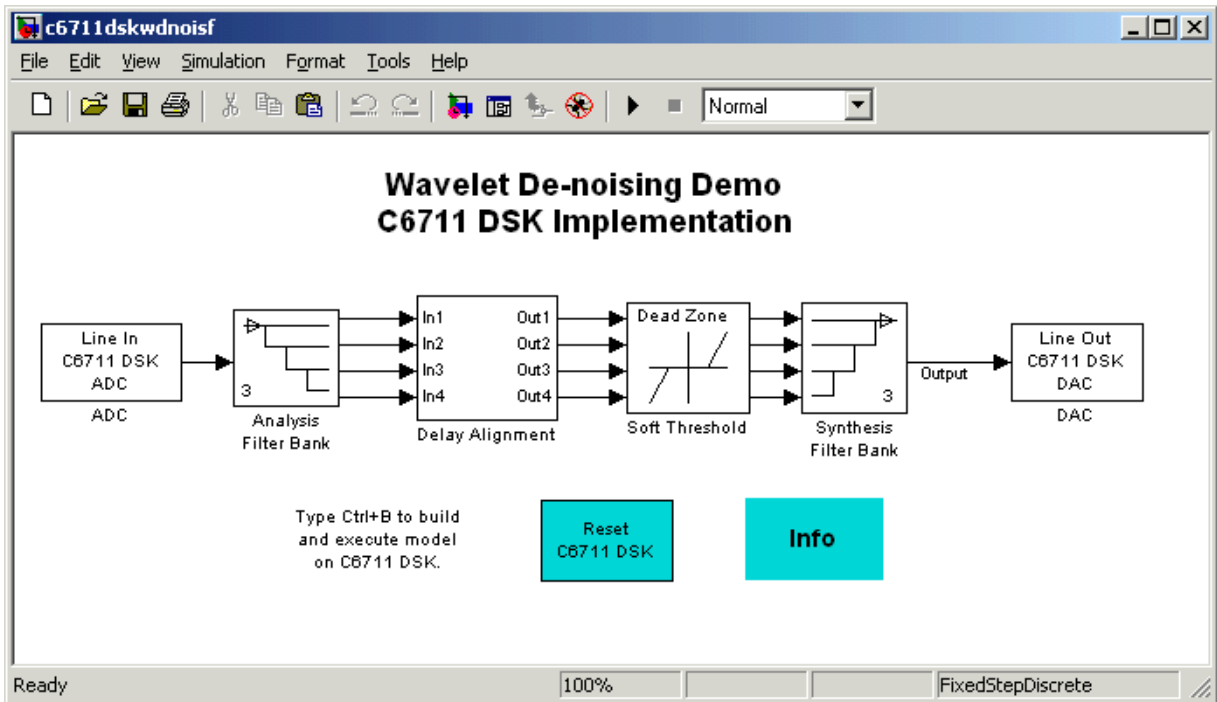 c6711dskwdnoisf
File Edit View Simulation Format Tools Help
Normal
Wavelet De-noising Demo
C6711 DSK Implementation
Line In
C6711 DSK
ADC
ADC
3
Analysis
Filter Bank
In1 Out1
In2 Out2
In3 Out3
In4 Out4
Delay Alignment
Dead Zone
Soft Threshold
3
Synthesis
Filter Bank
Output
Line Out
C6711 DSK
DAC
DAC
Type Ctrl+B to build
and execute model
on C6711 DSK.
Reset
C6711 DSK
Info
Ready 100% FixedStepDiscrete